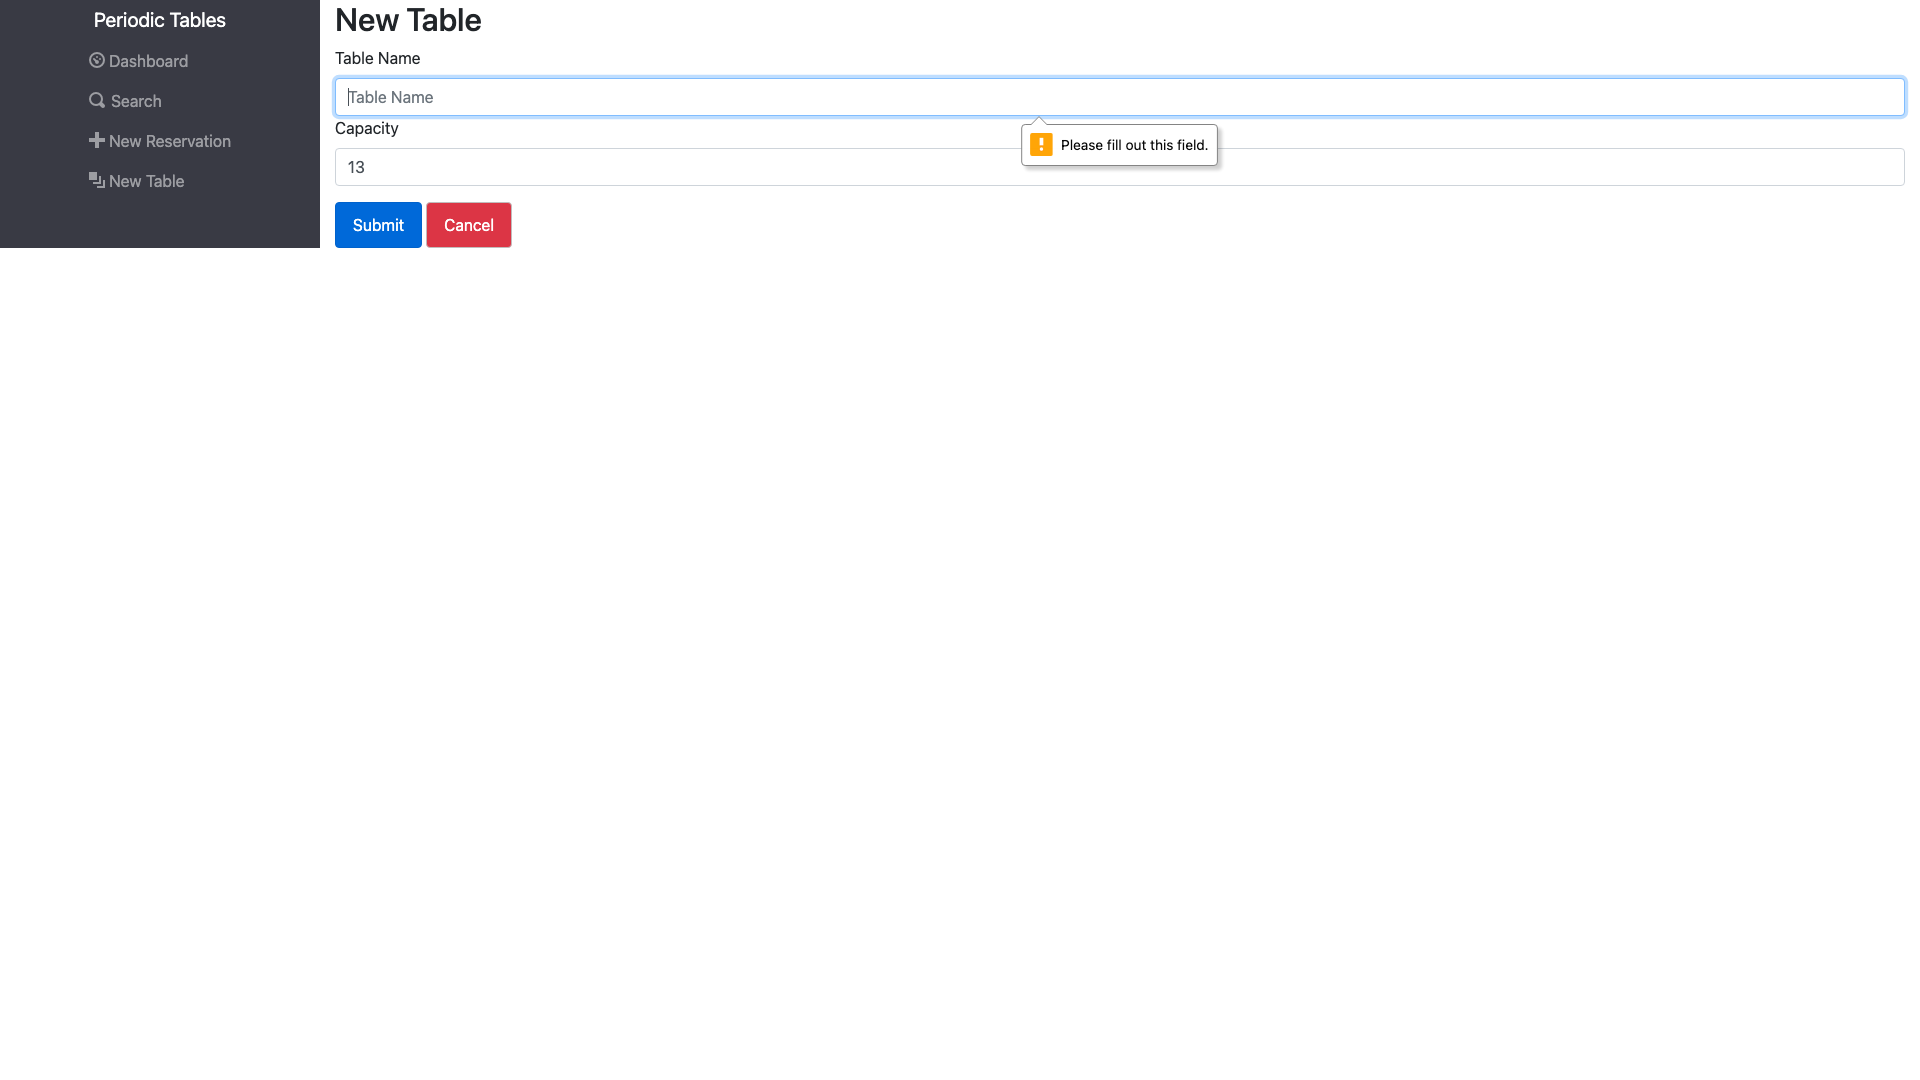 Periodic Tables
Dashboard
Search
New Reservation
New Table
New Table
Table Name
Table Name
Capacity
Please fill out this field.
13
Submit
Cancel